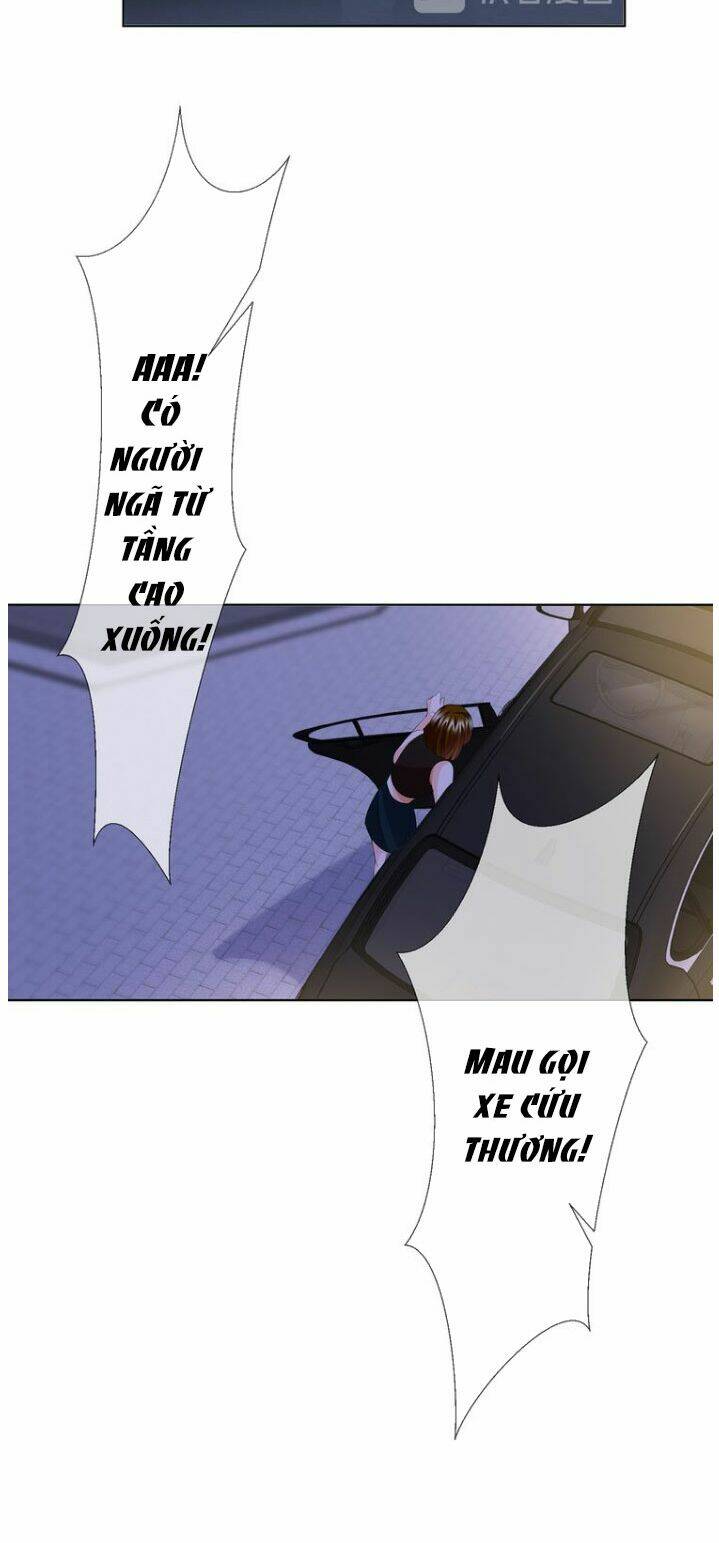 AAA!
CÓ
NGƯỜI
NGÃ TỪ
TẦNG
CAO
XUỐNG!
MAU GỌI
XE CỨU
THƯƠNG!